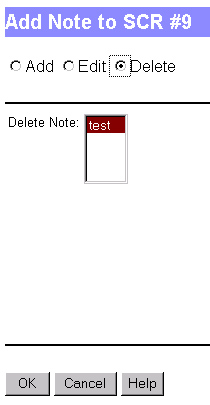 Add Note to SCR #9
Add Edit Delete
Delete Note: test
OK Cancel Help